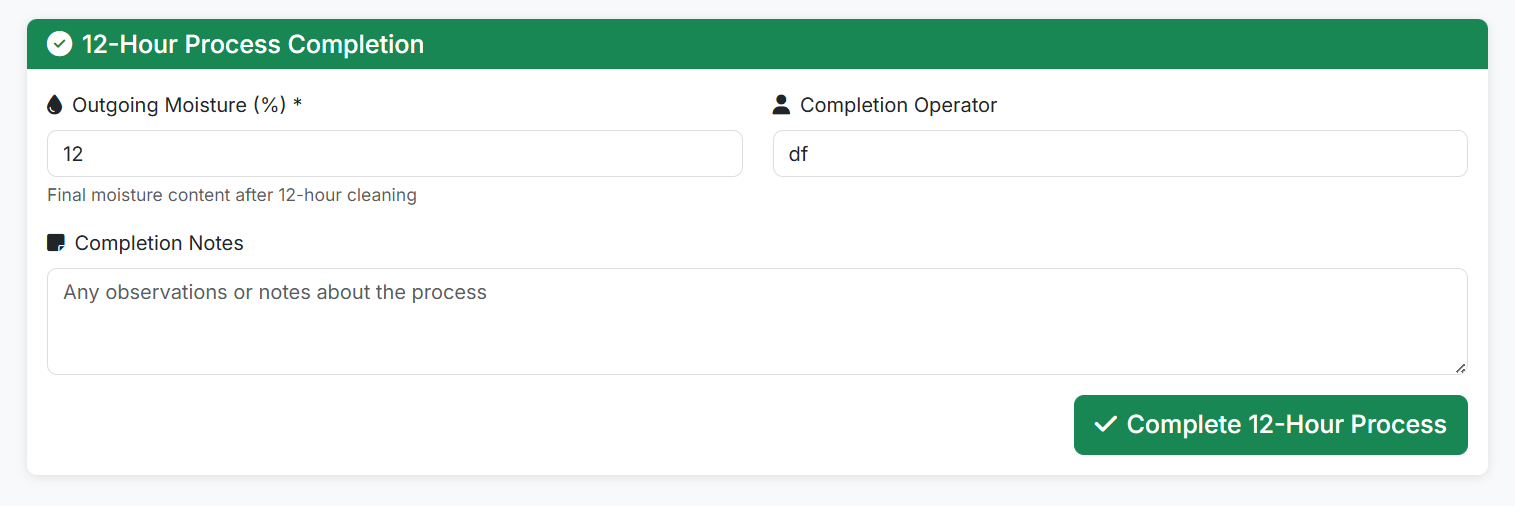 12-Hour Process Completion
Outgoing Moisture (%) *
Completion Operator
12
df
Final moisture content after 12-hour cleaning
Completion Notes
Any observations or notes about the process
Complete 12-Hour Process